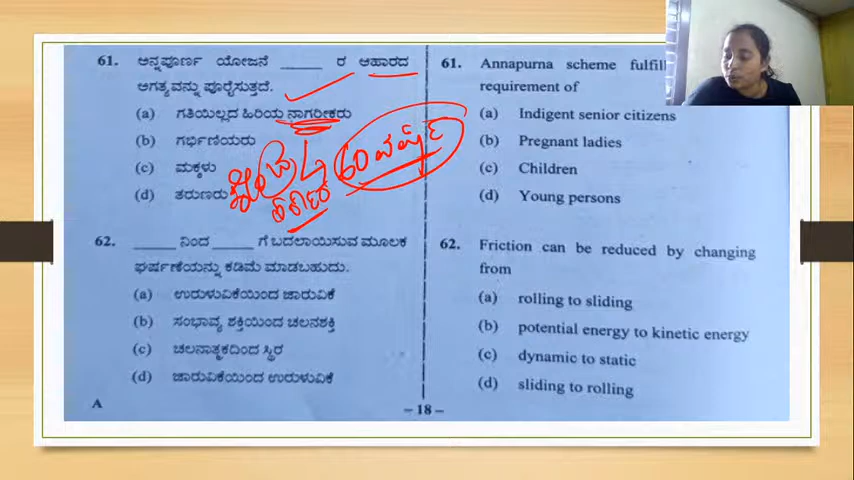 61. ಅನ್ನಪೂರ್ಣ ಯೋಜನೆ _____ ರ ಆಹಾರದ
ಅಗತ್ಯವನ್ನು ಪೂರೈಸುತ್ತದೆ.
(a) ಗತಿಯಿಲ್ಲದ ಹಿರಿಯ ನಾಗರೀಕರು
(b) ಗರ್ಭಿಣಿಯರು
(c) ಮಕ್ಕಳು
(d) ತರುಣರು
60 ವರ್ಷ
62. _____ ನಿಂದ _____ ಗೆ ಬದಲಾಯಿಸುವ ಮೂಲಕ
ಘರ್ಷಣೆಯನ್ನು ಕಡಿಮೆ ಮಾಡಬಹುದು.
(a) ಉರುಳುವಿಕೆಯಿಂದ ಜಾರುವಿಕೆ
(b) ಸಂಭಾವ್ಯ ಶಕ್ತಿಯಿಂದ ಚಲನಶಕ್ತಿ
(c) ಚಲನಾತ್ಮಕದಿಂದ ಸ್ಥಿರ
(d) ಜಾರುವಿಕೆಯಿಂದ ಉರುಳುವಿಕೆ
61. Annapurna scheme fulfill
requirement of
(a) Indigent senior citizens
(b) Pregnant ladies
(c) Children
(d) Young persons
62. Friction can be reduced by changing
from
(a) rolling to sliding
(b) potential energy to kinetic energy
(c) dynamic to static
(d) sliding to rolling
A
– 18 –